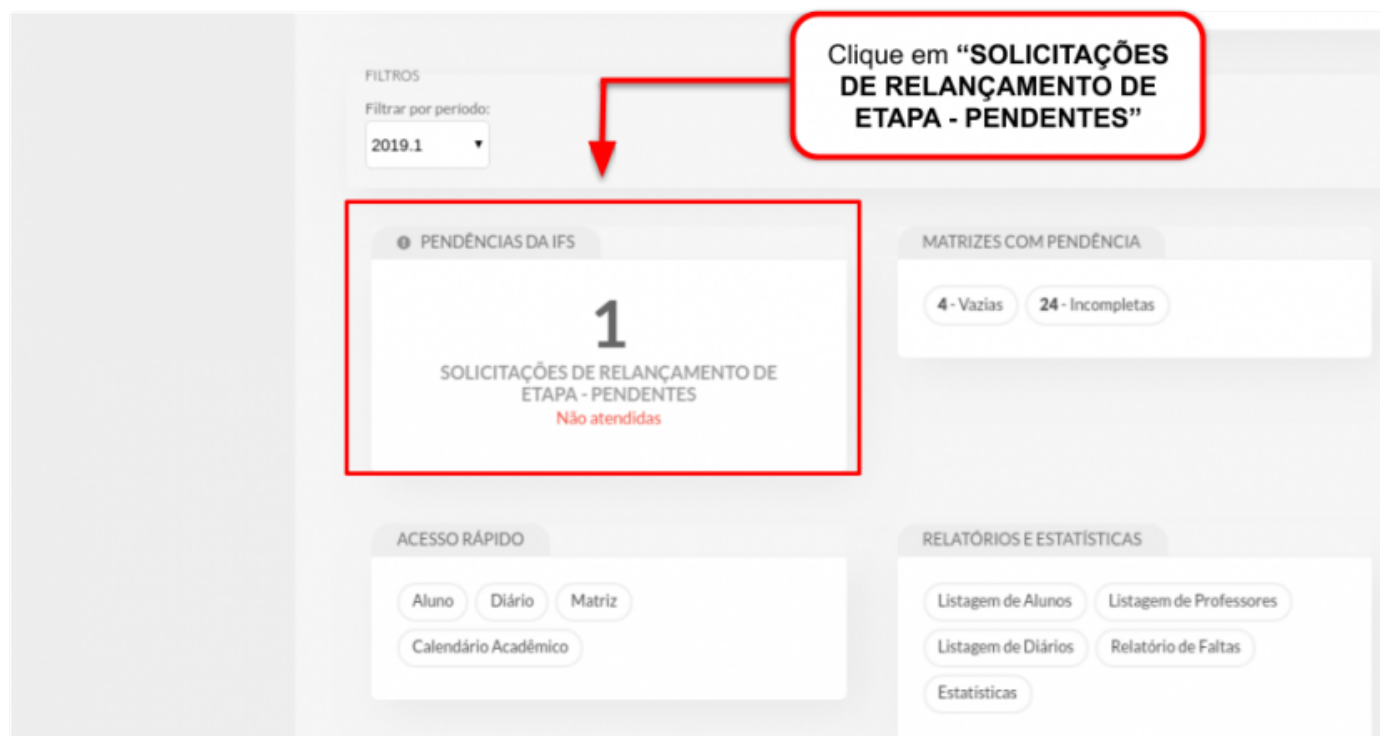 Clique em “SOLICITAÇÕES
DE RELANÇAMENTO DE
ETAPA - PENDENTES”
FILTROS
Filtrar por período:
2019.1
PENDÊNCIAS DA IFS
1
SOLICITAÇÕES DE RELANÇAMENTO DE
ETAPA - PENDENTES
Não atendidas
MATRIZES COM PENDÊNCIA
4 - Vazias 24 - Incompletas
ACESSO RÁPIDO
Aluno Diário Matriz
Calendário Acadêmico
RELATÓRIOS E ESTATÍSTICAS
Listagem de Alunos Listagem de Professores
Listagem de Diários Relatório de Faltas
Estatísticas